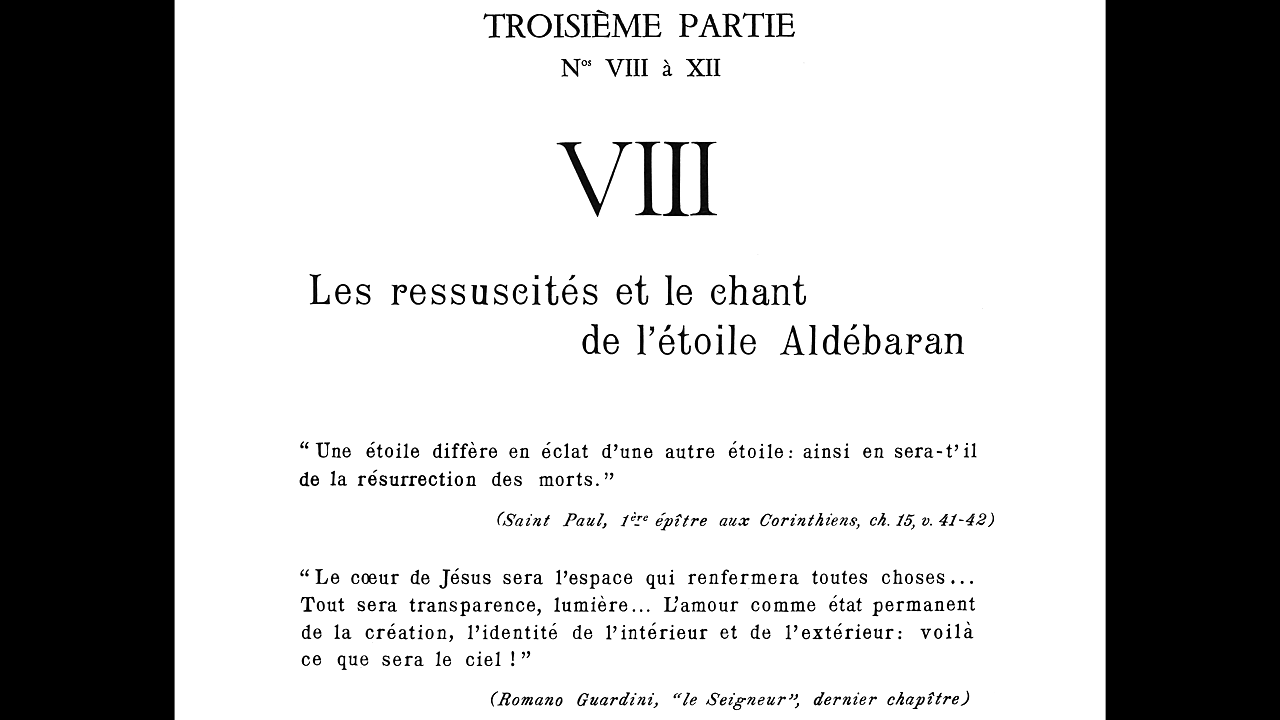 TROISIÈME PARTIE
Nos VIII à XII
VIII
Les ressuscités et le chant
de l'étoile Aldébaran
“ Une étoile diffère en éclat d'une autre étoile: ainsi en sera-t'il
de la résurrection des morts.”
(Saint Paul, 1ère épître aux Corinthiens, ch. 15, v. 41-42)
“ Le cœur de Jésus sera l'espace qui renfermera toutes choses...
Tout sera transparence, lumière... L'amour comme état permanent
de la création, l'identité de l'intérieur et de l'extérieur: voilà
ce que sera le ciel !”
(Romano Guardini, “le Seigneur”, dernier chapître)